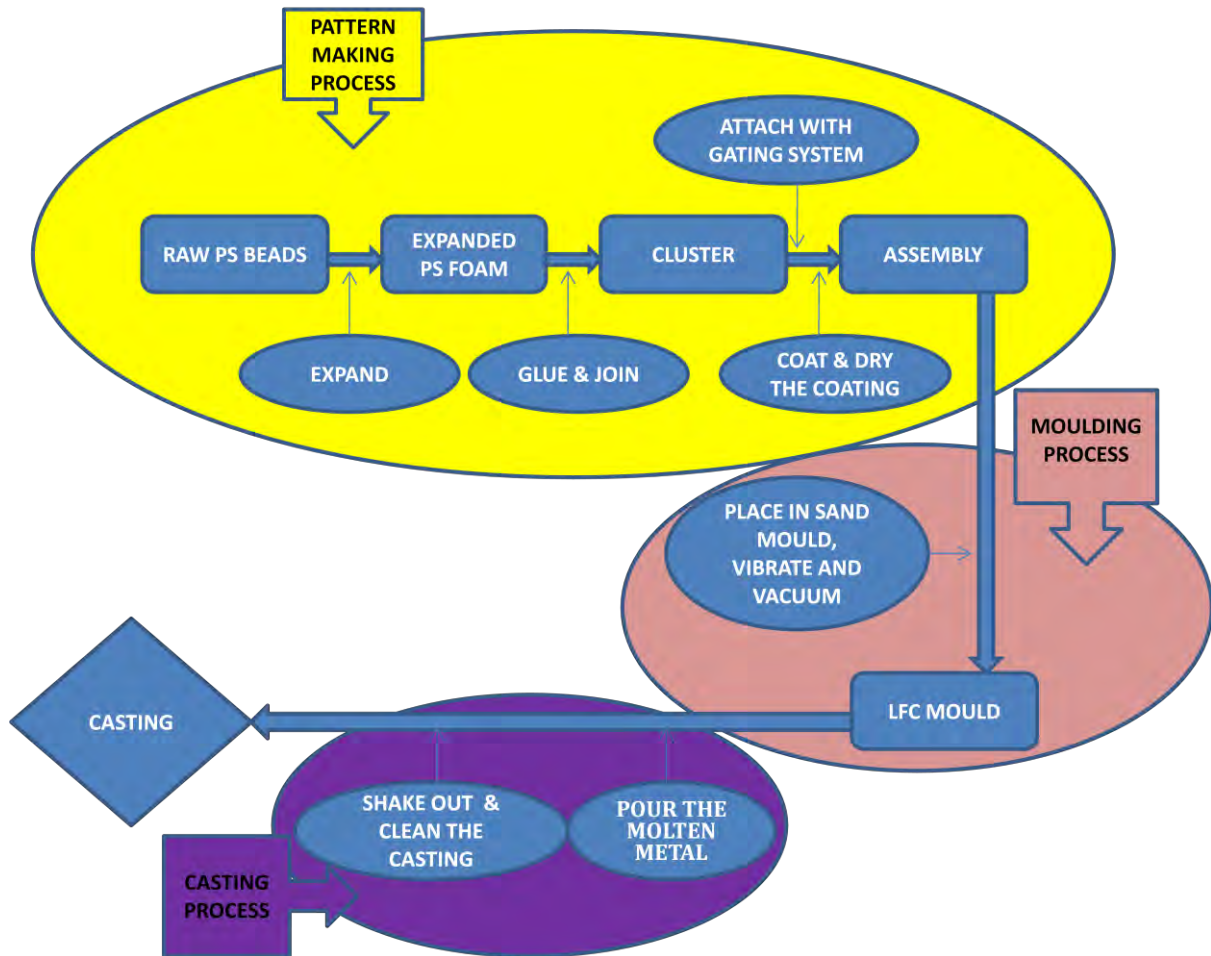 PATTERN
MAKING
PROCESS
ATTACH WITH
GATING SYSTEM
RAW PS BEADS
EXPANDED
PS FOAM
CLUSTER
ASSEMBLY
EXPAND
GLUE & JOIN
COAT & DRY
THE COATING
MOULDING
PROCESS
PLACE IN SAND
MOULD,
VIBRATE AND
VACUUM
LFC MOULD
CASTING
SHAKE OUT &
CLEAN THE
CASTING
POUR THE
MOLTEN
METAL
CASTING
PROCESS